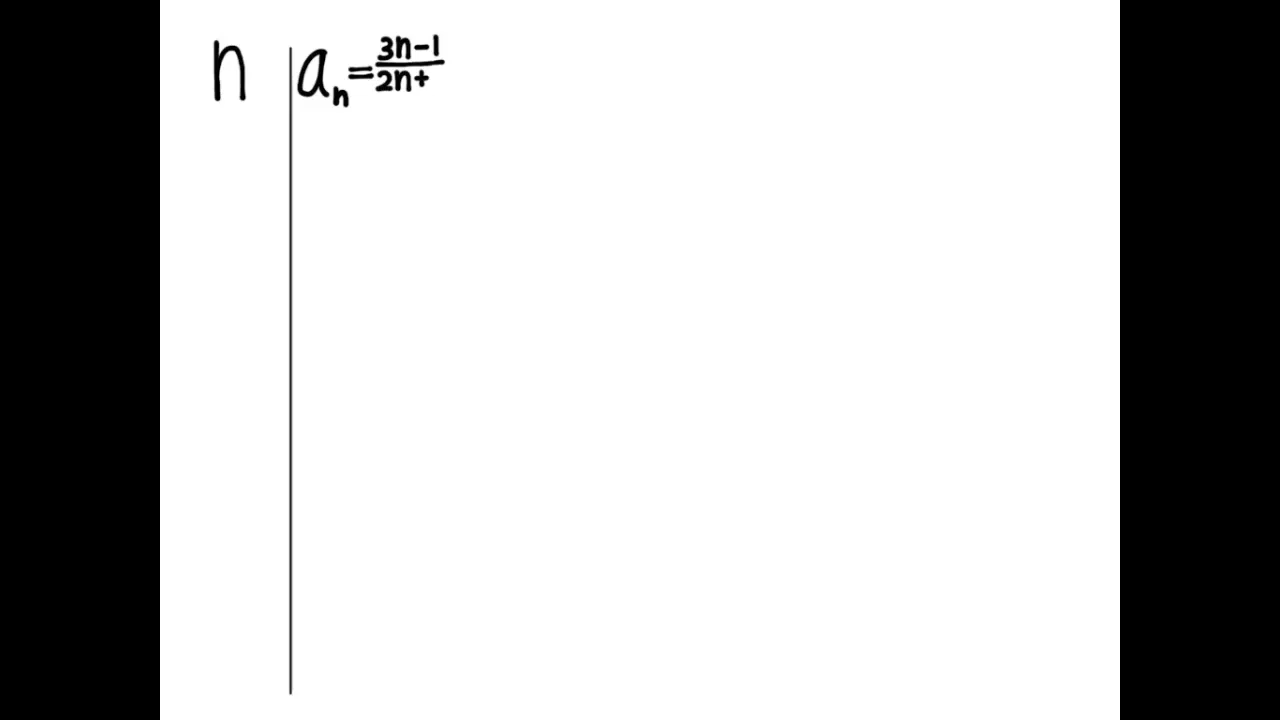 n | aₙ = (3n-1)/(2n+